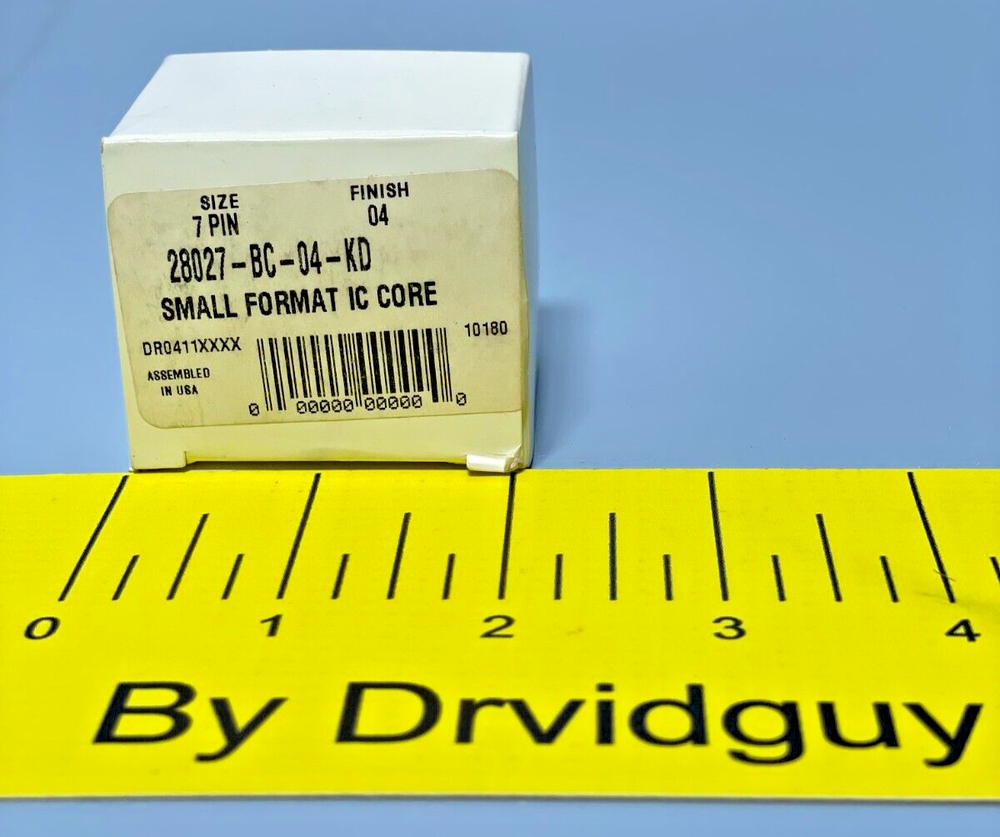 SIZE FINISH
7 PIN 04
28027-BC-04-KD
SMALL FORMAT IC CORE
DR0411XXXX 10180
ASSEMBLED
IN USA
0 00000 00000 0
0 1 2 3 4
By Drvidguy